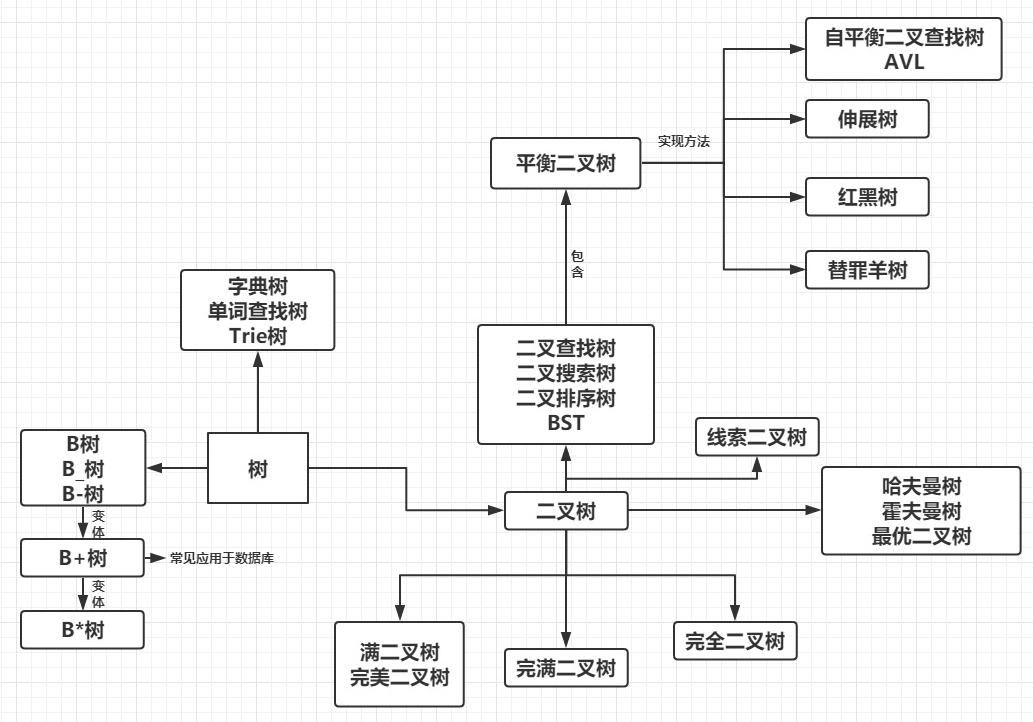 自平衡二叉查找树
AVL
伸展树
实现方法
平衡二叉树
红黑树
包
含
替罪羊树
字典树
单词查找树
Trie树
二叉查找树
二叉搜索树
二叉排序树
BST
线索二叉树
B树
B_树
B-树
树
哈夫曼树
霍夫曼树
最优二叉树
二叉树
变
体
B+树
常见应用于数据库
变
体
B*树
满二叉树
完美二叉树
完满二叉树
完全二叉树